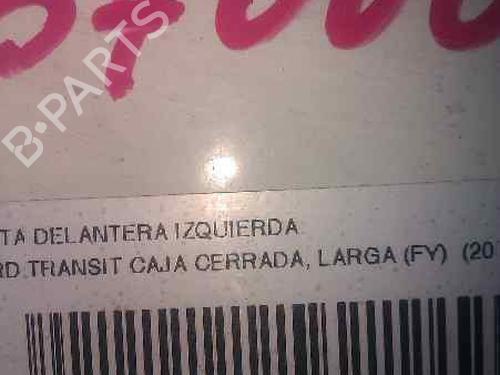 B-PARTS
TA DELANTERA IZQUIERDA
RD TRANSIT CAJA CERRADA, LARGA (FY) (20